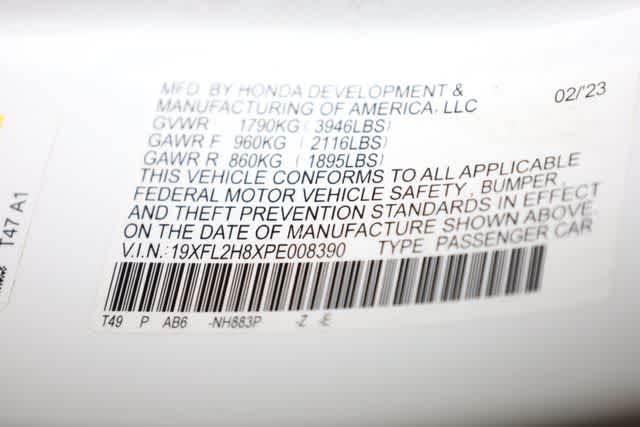 MFD. BY HONDA DEVELOPMENT &
MANUFACTURING OF AMERICA, LLC 02/'23
GVWR 1790KG (3946LBS)
GAWR F 960KG (2116LBS)
GAWR R 860KG (1895LBS)
THIS VEHICLE CONFORMS TO ALL APPLICABLE
FEDERAL MOTOR VEHICLE SAFETY, BUMPER,
AND THEFT PREVENTION STANDARDS IN EFFECT
ON THE DATE OF MANUFACTURE SHOWN ABOVE.
V.I.N.: 19XFL2H8XPE008390 TYPE PASSENGER CAR
T49 P AB6 -NH883P -Z -E
T47 A1